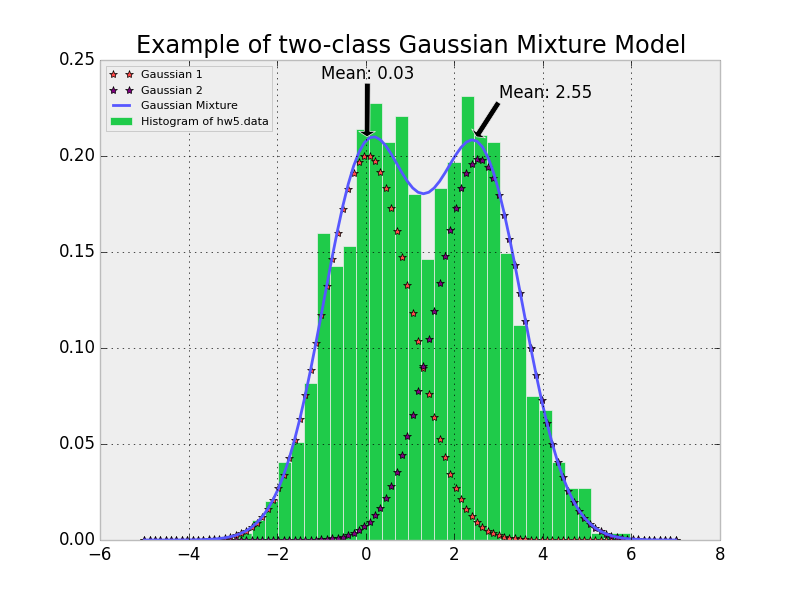 Example of two-class Gaussian Mixture Model
0.25
Gaussian 1
Gaussian 2
Gaussian Mixture
Histogram of hw5.data
Mean: 0.03
Mean: 2.55
0.20
0.15
0.10
0.05
0.00
−6 −4 −2 0 2 4 6 8